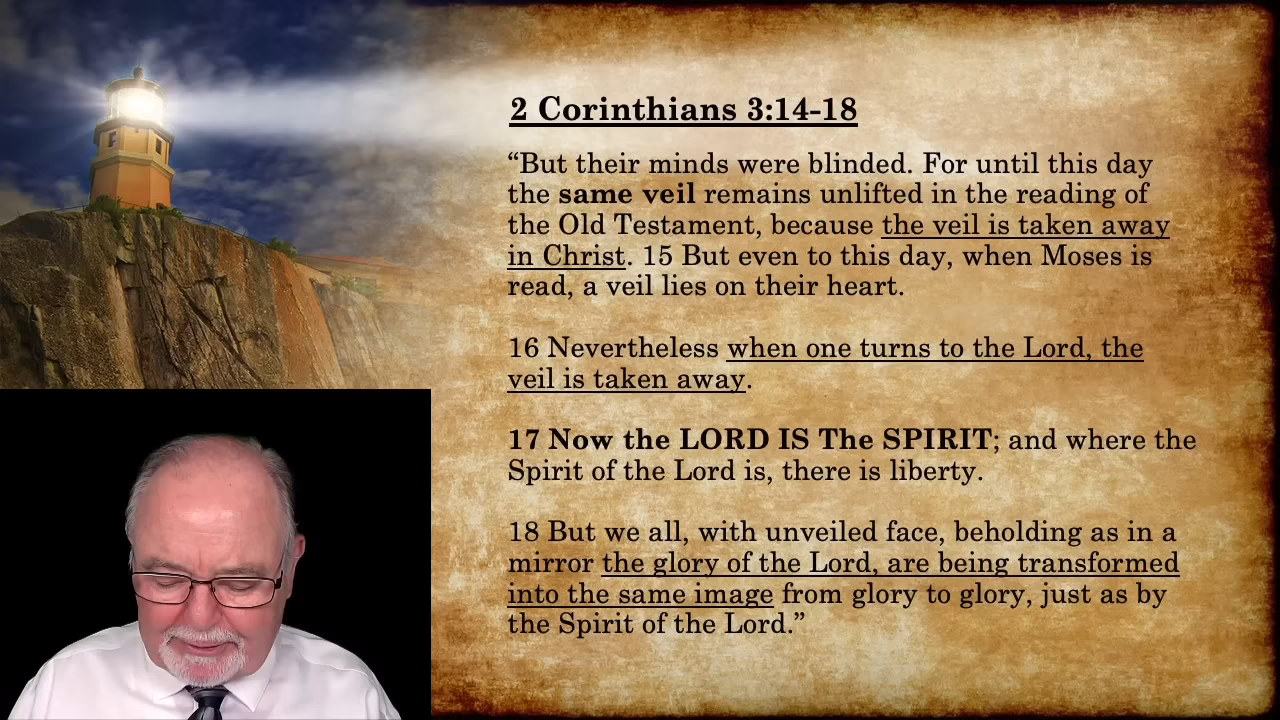 2 Corinthians 3:14-18
“But their minds were blinded. For until this day
the same veil remains unlifted in the reading of
the Old Testament, because the veil is taken away
in Christ. 15 But even to this day, when Moses is
read, a veil lies on their heart.
16 Nevertheless when one turns to the Lord, the
veil is taken away.
17 Now the LORD IS The SPIRIT; and where the
Spirit of the Lord is, there is liberty.
18 But we all, with unveiled face, beholding as in a
mirror the glory of the Lord, are being transformed
into the same image from glory to glory, just as by
the Spirit of the Lord.”